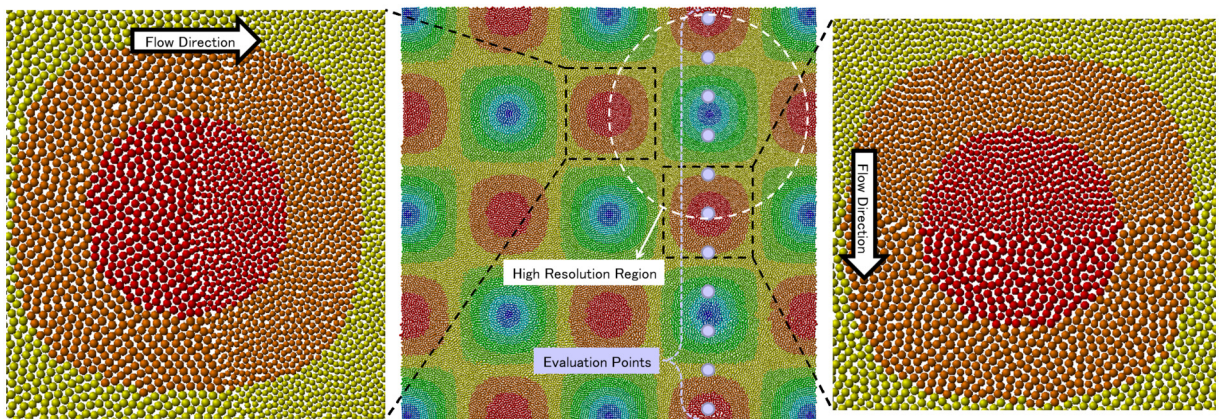 Flow Direction
High Resolution Region
Evaluation Points
Flow Direction